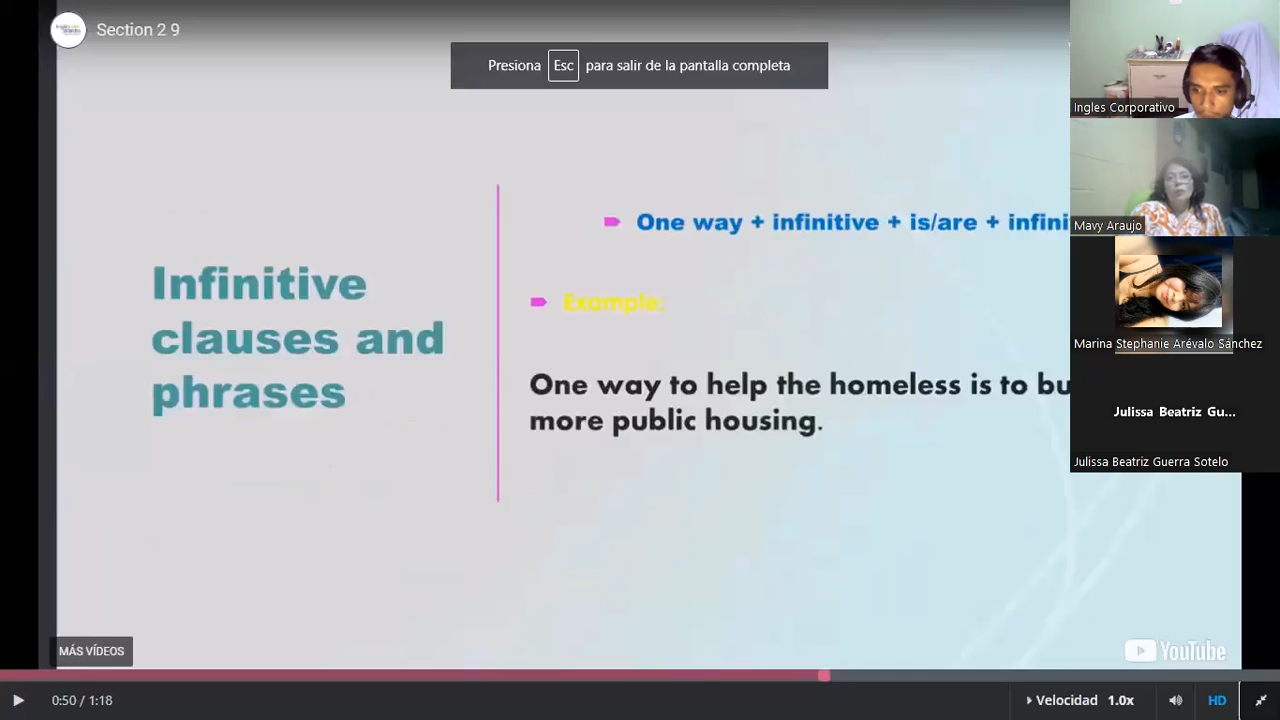 Section 2 9
Presiona Esc para salir de la pantalla completa
Ingles Corporativo
Mavy Araujo
Marina Stephanie Arévalo Sánchez
Julissa Beatriz Gu...
Julissa Beatriz Guerra Sotelo
Infinitive
clauses and
phrases
One way + infinitive + is/are + infini
Example:
One way to help the homeless is to bu
more public housing.
MÁS VÍDEOS
YouTube
0:50 / 1:18
Velocidad 1.0x
HD